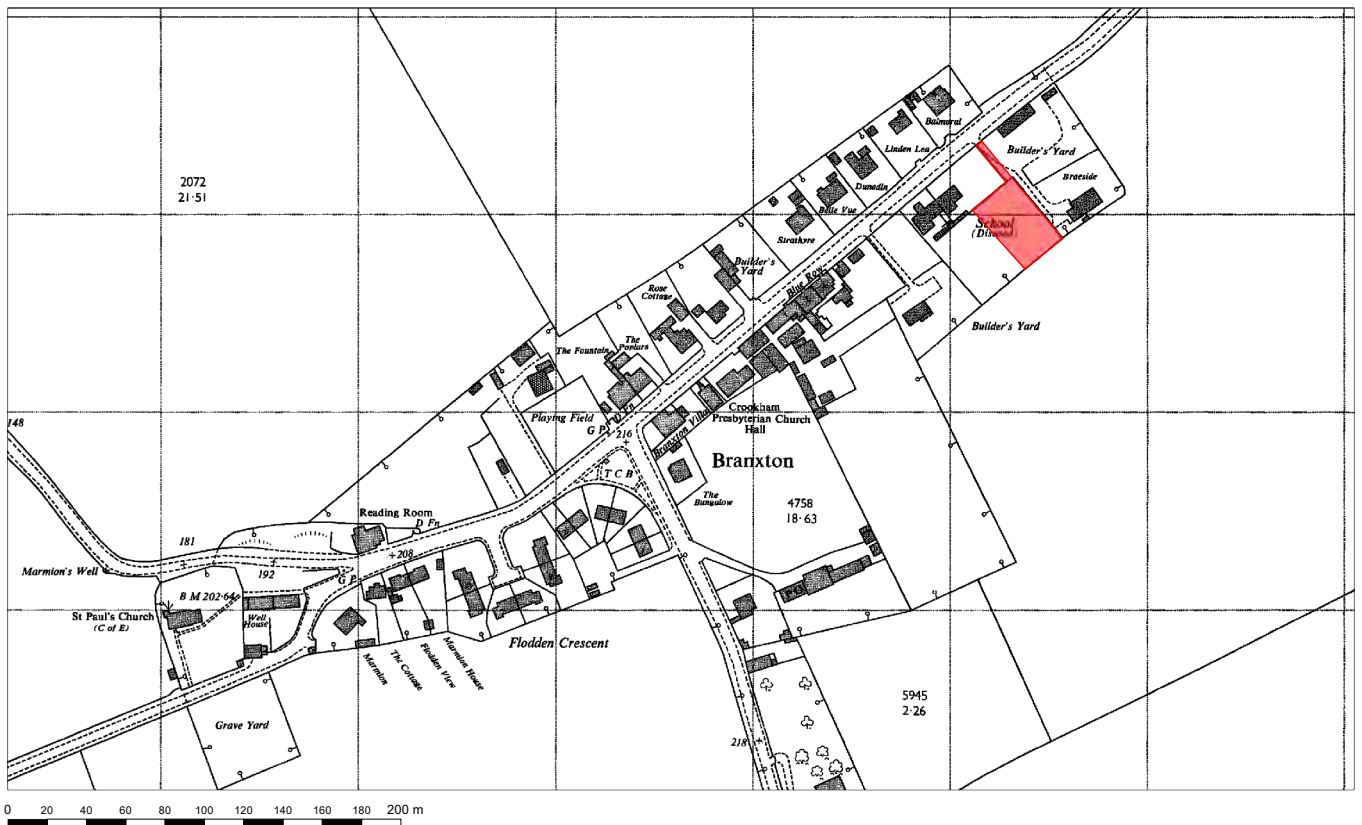 2072
21·51
Balmoral
Linden Lea
Dunedin
Belle Vue
Strathyre
Builder's
Yard
Rose
Cottage
The
Poplars
The Fountain
Playing Field
Builder's Yard
Braeside
School
(Disused)
Builder's Yard
Blue Row
Crookham
Presbyterian Church
Hall
Branxton Villa
D Fn
G P
216
T C B
Branxton
The
Bungalow
4758
18·63
148
Reading Room
D Fn
181
192
208
G P
Marmion's Well
B M 202·64
St Paul's Church
(C of E)
Well
House
Marmion
The Cottage
Flodden View
Marmion House
Flodden Crescent
P O
Grave Yard
5945
2·26
218
0 20 40 60 80 100 120 140 160 180 200 m